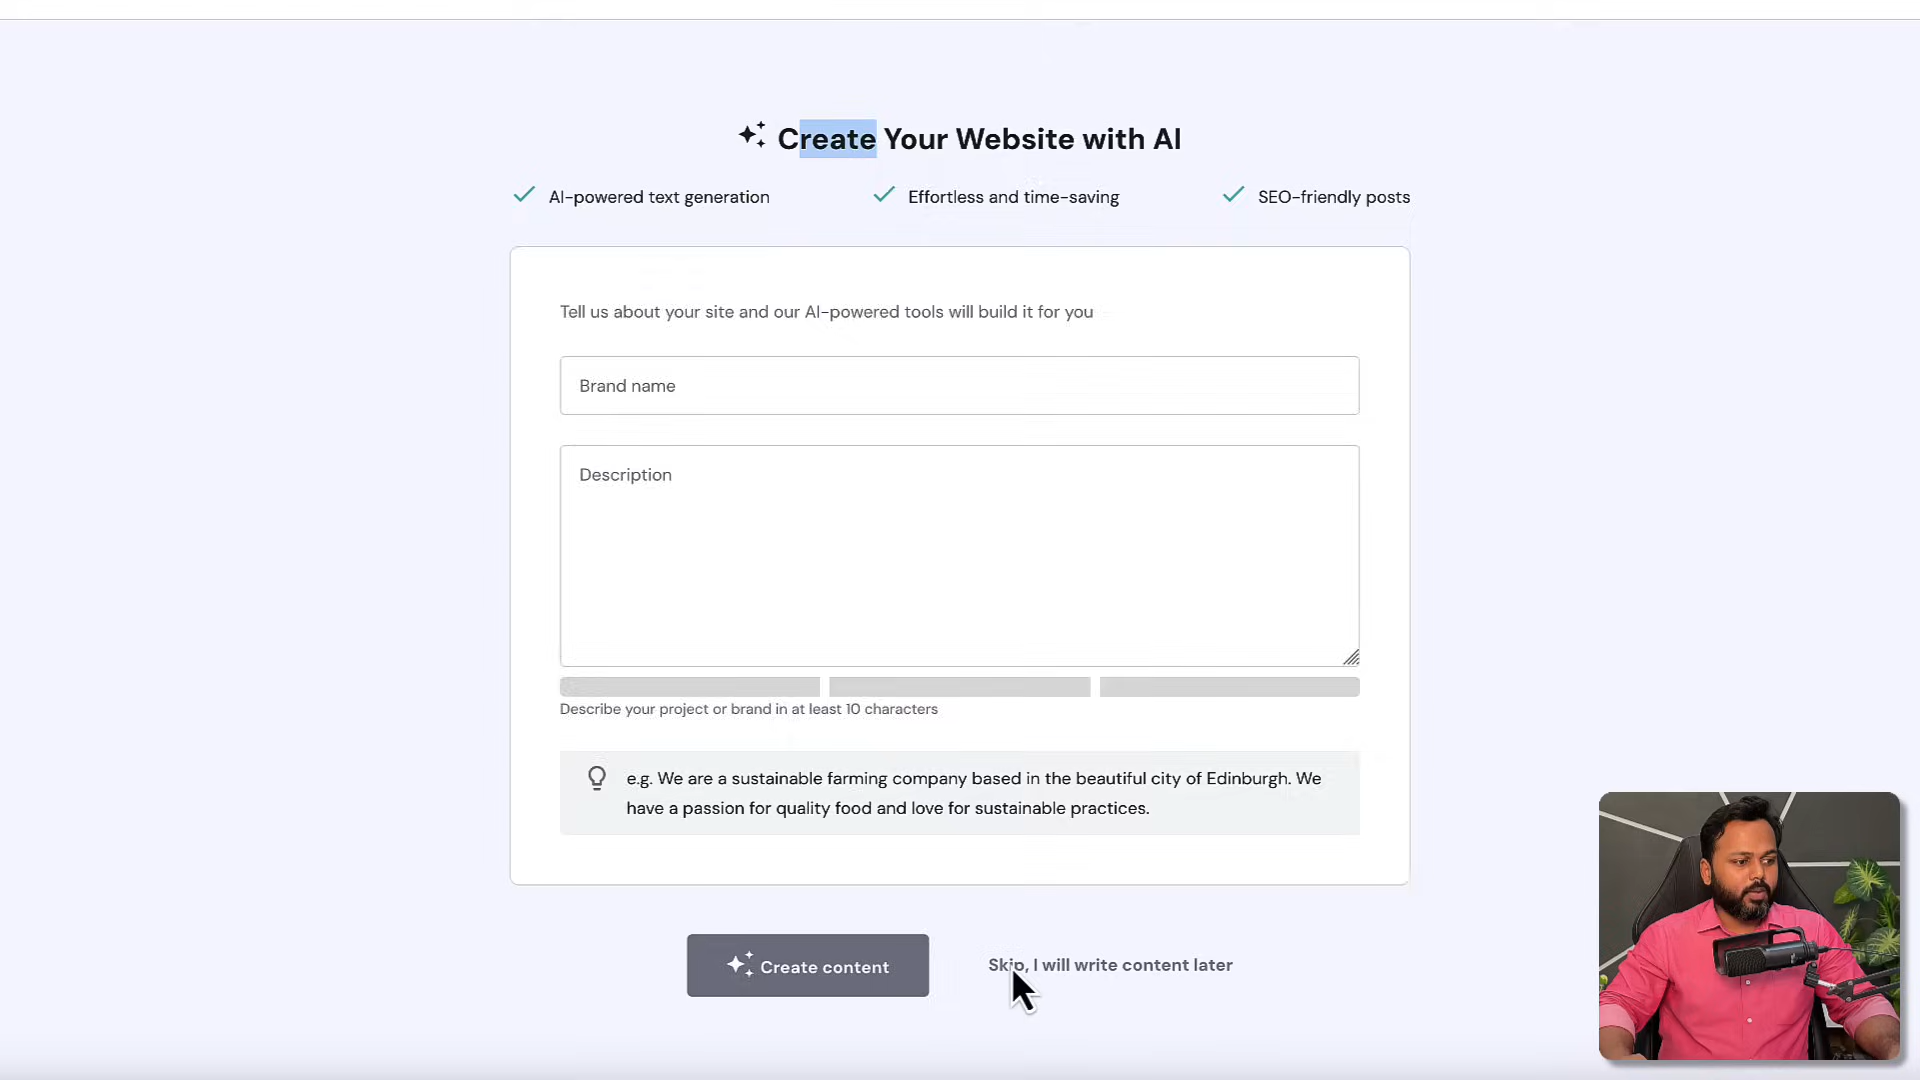 Create Your Website with AI
AI-powered text generation
Effortless and time-saving
SEO-friendly posts
Tell us about your site and our AI-powered tools will build it for you
Brand name
Description
Describe your project or brand in at least 10 characters
e.g. We are a sustainable farming company based in the beautiful city of Edinburgh. We
have a passion for quality food and love for sustainable practices.
Create content
Skip, I will write content later